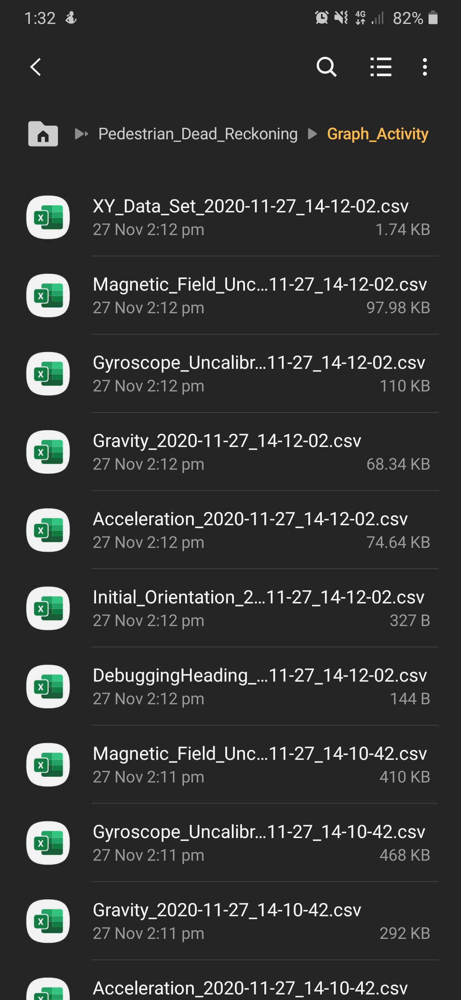 1:32 4G 82%
Pedestrian_Dead_Reckoning Graph_Activity
XY_Data_Set_2020-11-27_14-12-02.csv
27 Nov 2:12 pm 1.74 KB
Magnetic_Field_Unc...11-27_14-12-02.csv
27 Nov 2:12 pm 97.98 KB
Gyroscope_Uncalibr...11-27_14-12-02.csv
27 Nov 2:12 pm 110 KB
Gravity_2020-11-27_14-12-02.csv
27 Nov 2:12 pm 68.34 KB
Acceleration_2020-11-27_14-12-02.csv
27 Nov 2:12 pm 74.64 KB
Initial_Orientation_2...11-27_14-12-02.csv
27 Nov 2:12 pm 327 B
DebuggingHeading_...11-27_14-12-02.csv
27 Nov 2:12 pm 144 B
Magnetic_Field_Unc...11-27_14-10-42.csv
27 Nov 2:11 pm 410 KB
Gyroscope_Uncalibr...11-27_14-10-42.csv
27 Nov 2:11 pm 468 KB
Gravity_2020-11-27_14-10-42.csv
27 Nov 2:11 pm 292 KB
Acceleration_2020-11-27_14-10-42.csv